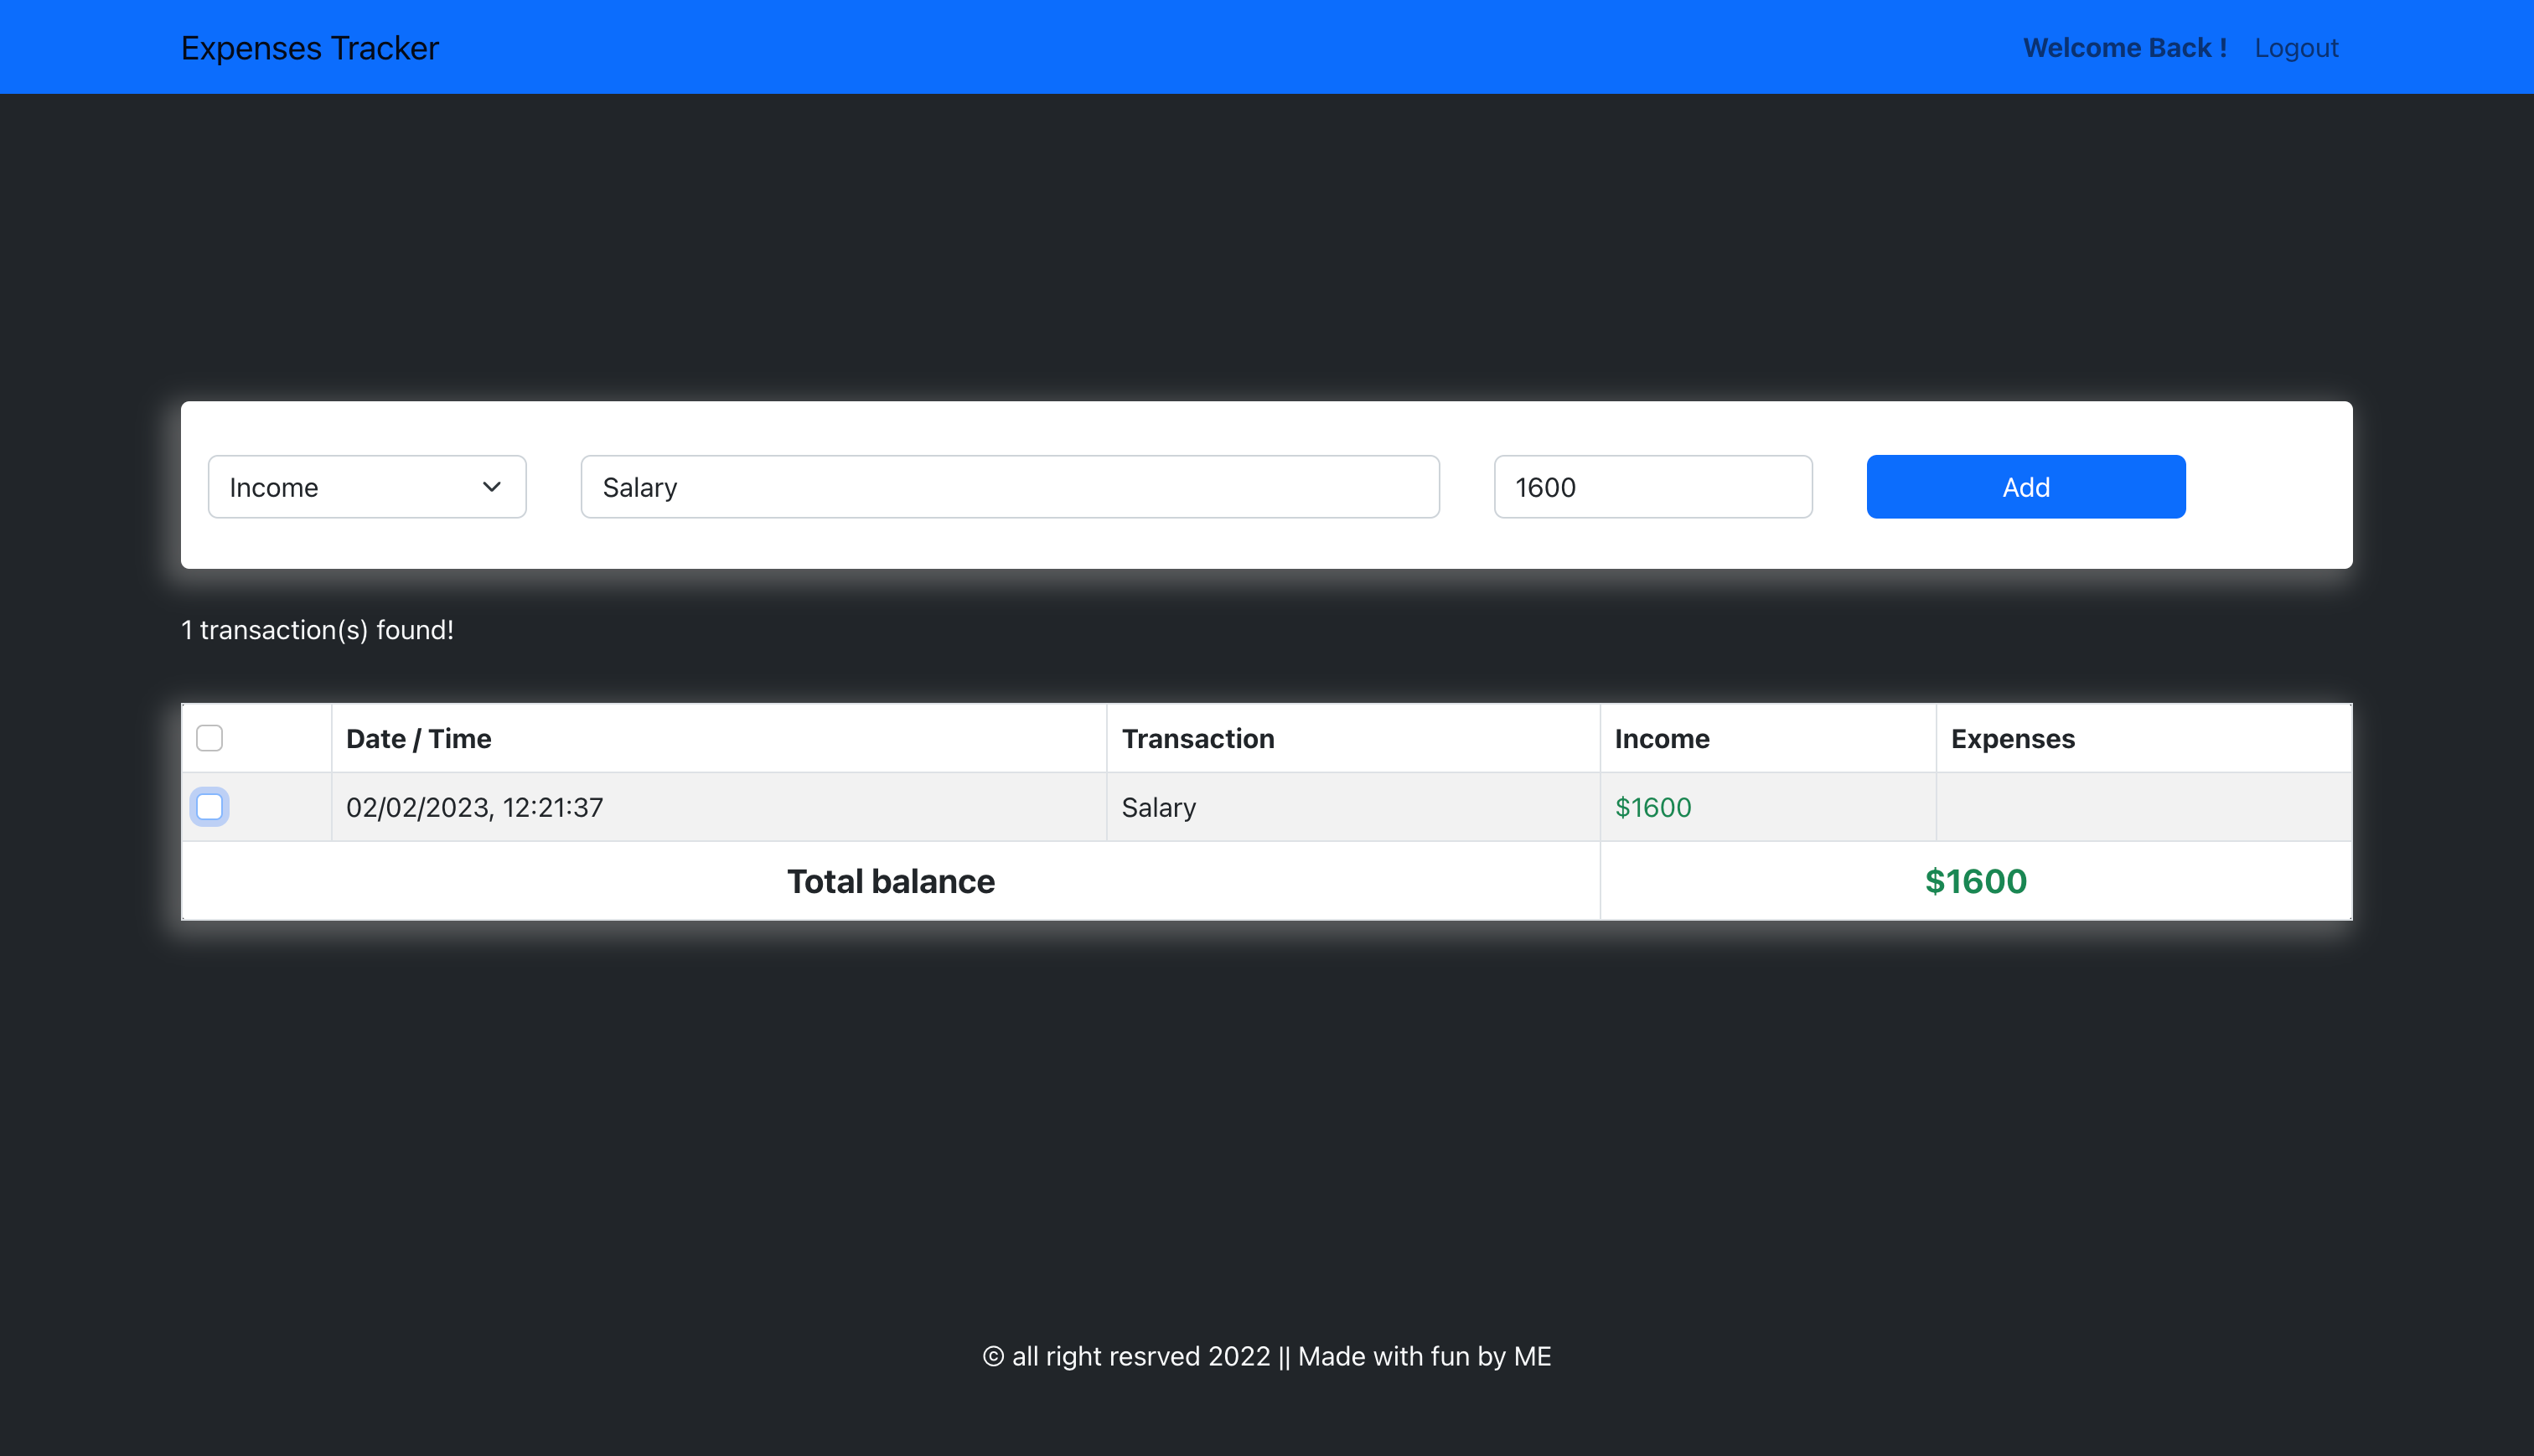 Expenses Tracker
Welcome Back ! Logout
Income Salary 1600 Add
1 transaction(s) found!
Date / Time Transaction Income Expenses
02/02/2023, 12:21:37 Salary $1600
Total balance $1600
© all right resrved 2022 || Made with fun by ME